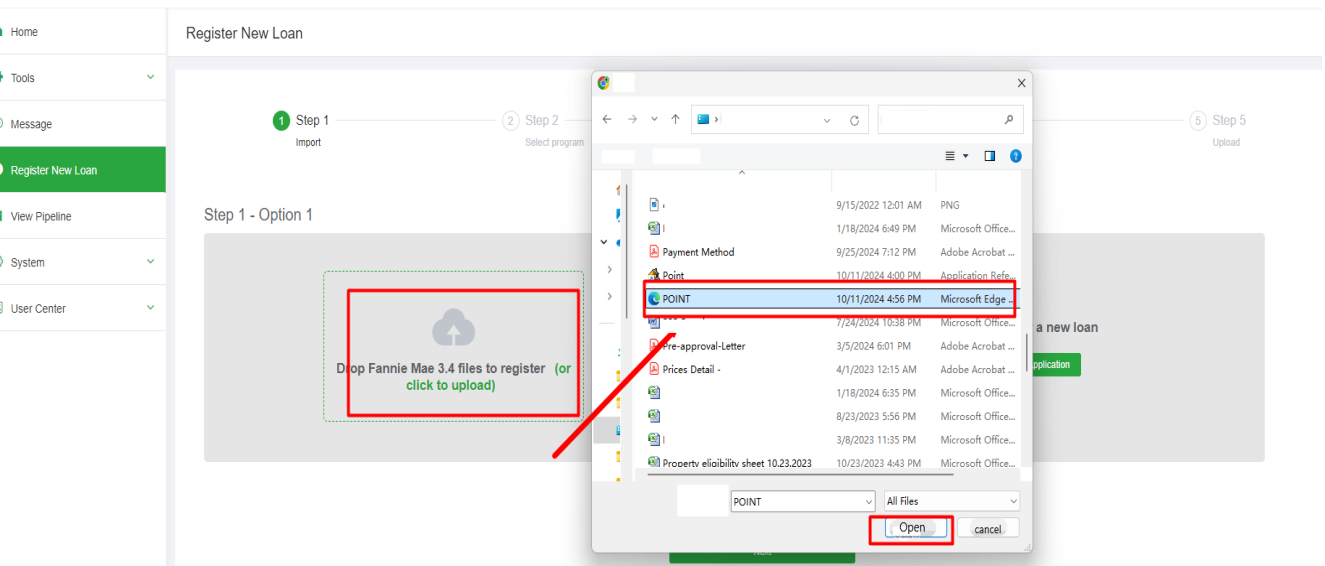 Home
Register New Loan
Tools
Message
Register New Loan
View Pipeline
System
User Center
1 Step 1
Import
2 Step 2
Select program
5 Step 5
Upload
Step 1 - Option 1
Drop Fannie Mae 3.4 files to register (or
click to upload)
a new loan
pplication
9/15/2022 12:01 AM PNG
1/18/2024 6:49 PM Microsoft Office...
Payment Method 9/25/2024 7:12 PM Adobe Acrobat ...
Point 10/11/2024 4:00 PM Application Refe...
POINT 10/11/2024 4:56 PM Microsoft Edge ...
7/24/2024 10:38 PM Microsoft Office...
Pre-approval-Letter 3/5/2024 6:01 PM Adobe Acrobat ...
Prices Detail - 4/1/2023 12:15 AM Adobe Acrobat ...
1/18/2024 6:35 PM Microsoft Office...
8/23/2023 5:56 PM Microsoft Office...
3/8/2023 11:35 PM Microsoft Office...
Property eligibility sheet 10.23.2023 10/23/2023 4:43 PM Microsoft Office...
POINT All Files
Open cancel